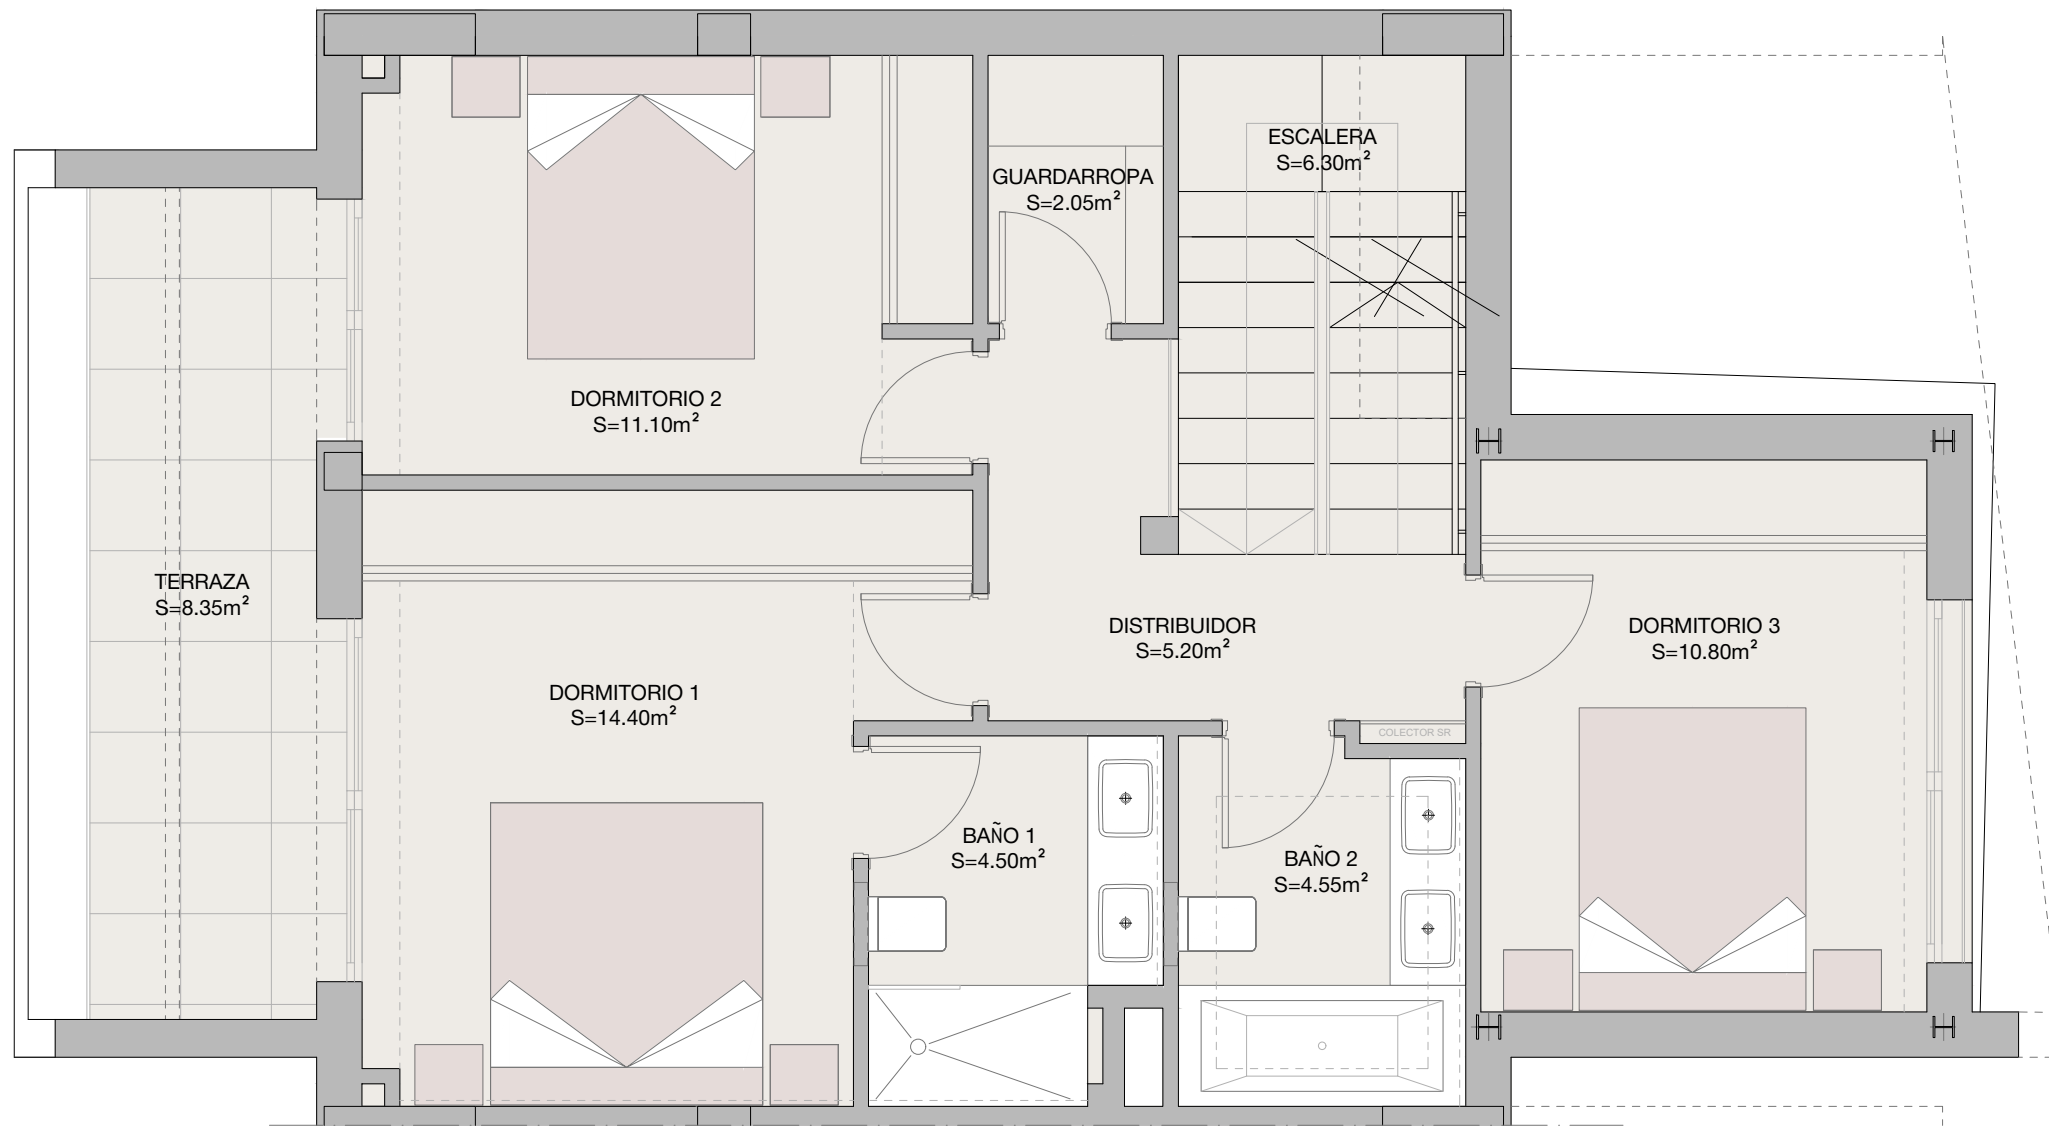 ESCALERA
S=6.30m²
GUARDARROPA
S=2.05m²
DORMITORIO 2
S=11.10m²
TERRAZA
S=8.35m²
DISTRIBUIDOR
S=5.20m²
DORMITORIO 3
S=10.80m²
DORMITORIO 1
S=14.40m²
COLECTOR SR
BAÑO 1
S=4.50m²
BAÑO 2
S=4.55m²